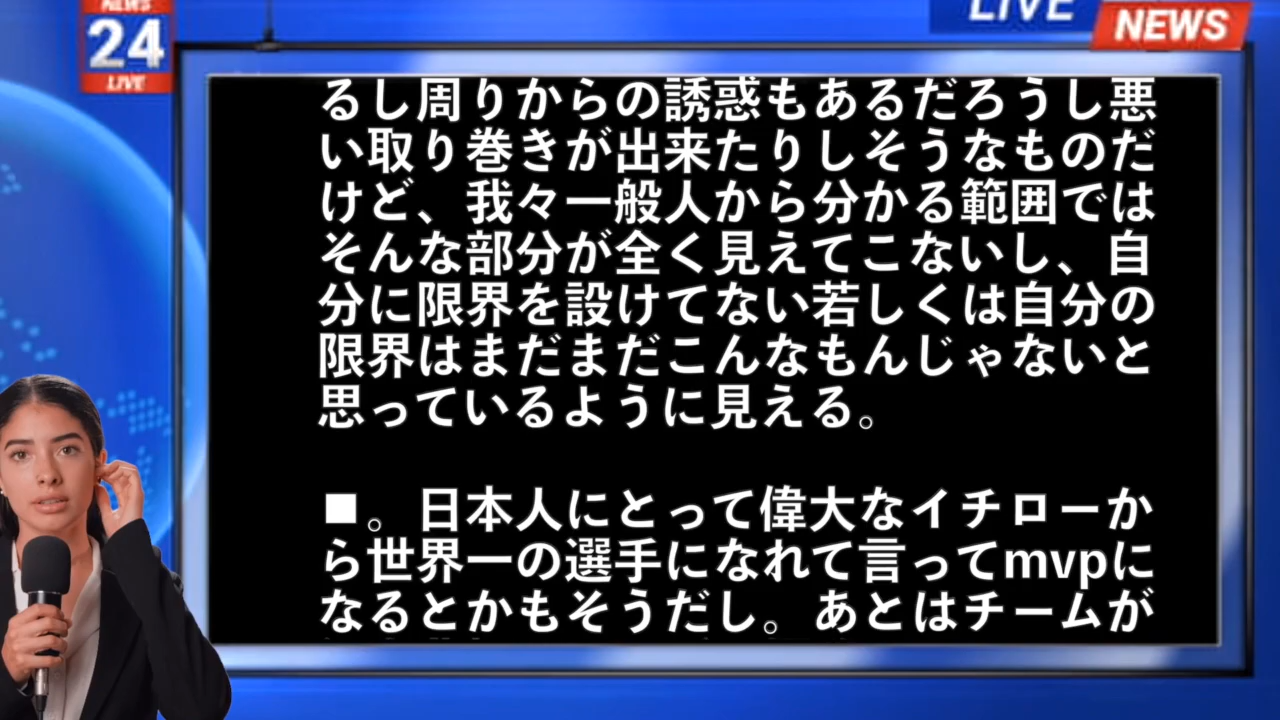 NEWS
24
LIVE
LIVE
NEWS
るし周りからの誘惑もあるだろうし悪
い取り巻きが出来たりしそうなものだ
けど、我々一般人から分かる範囲では
そんな部分が全く見えてこないし、自
分に限界を設けてない若しくは自分の
限界はまだまだこんなもんじゃないと
思っているように見える。
■。日本人にとって偉大なイチローか
ら世界一の選手になれて言ってmvpに
なるとかもそうだし。あとはチームが